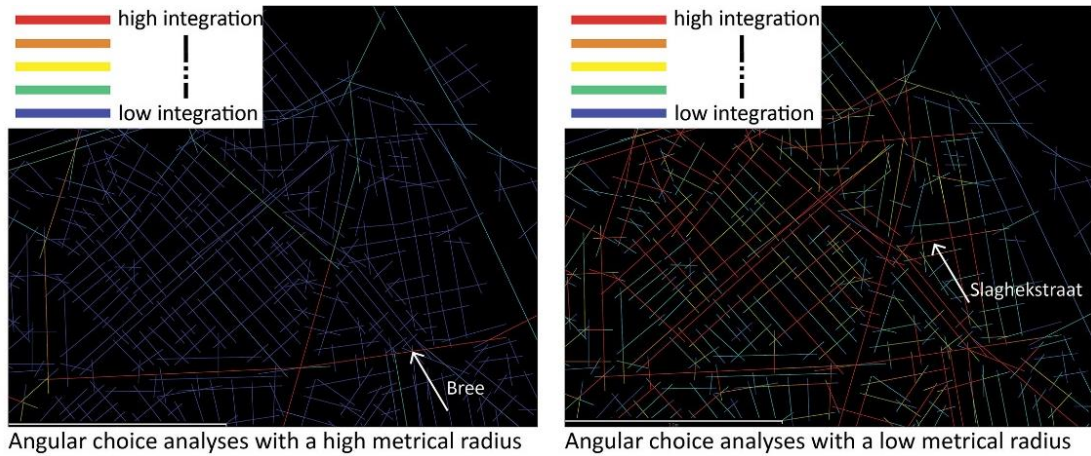 high integration
low integration
Bree
Angular choice analyses with a high metrical radius
high integration
low integration
Slaghekstraat
Angular choice analyses with a low metrical radius